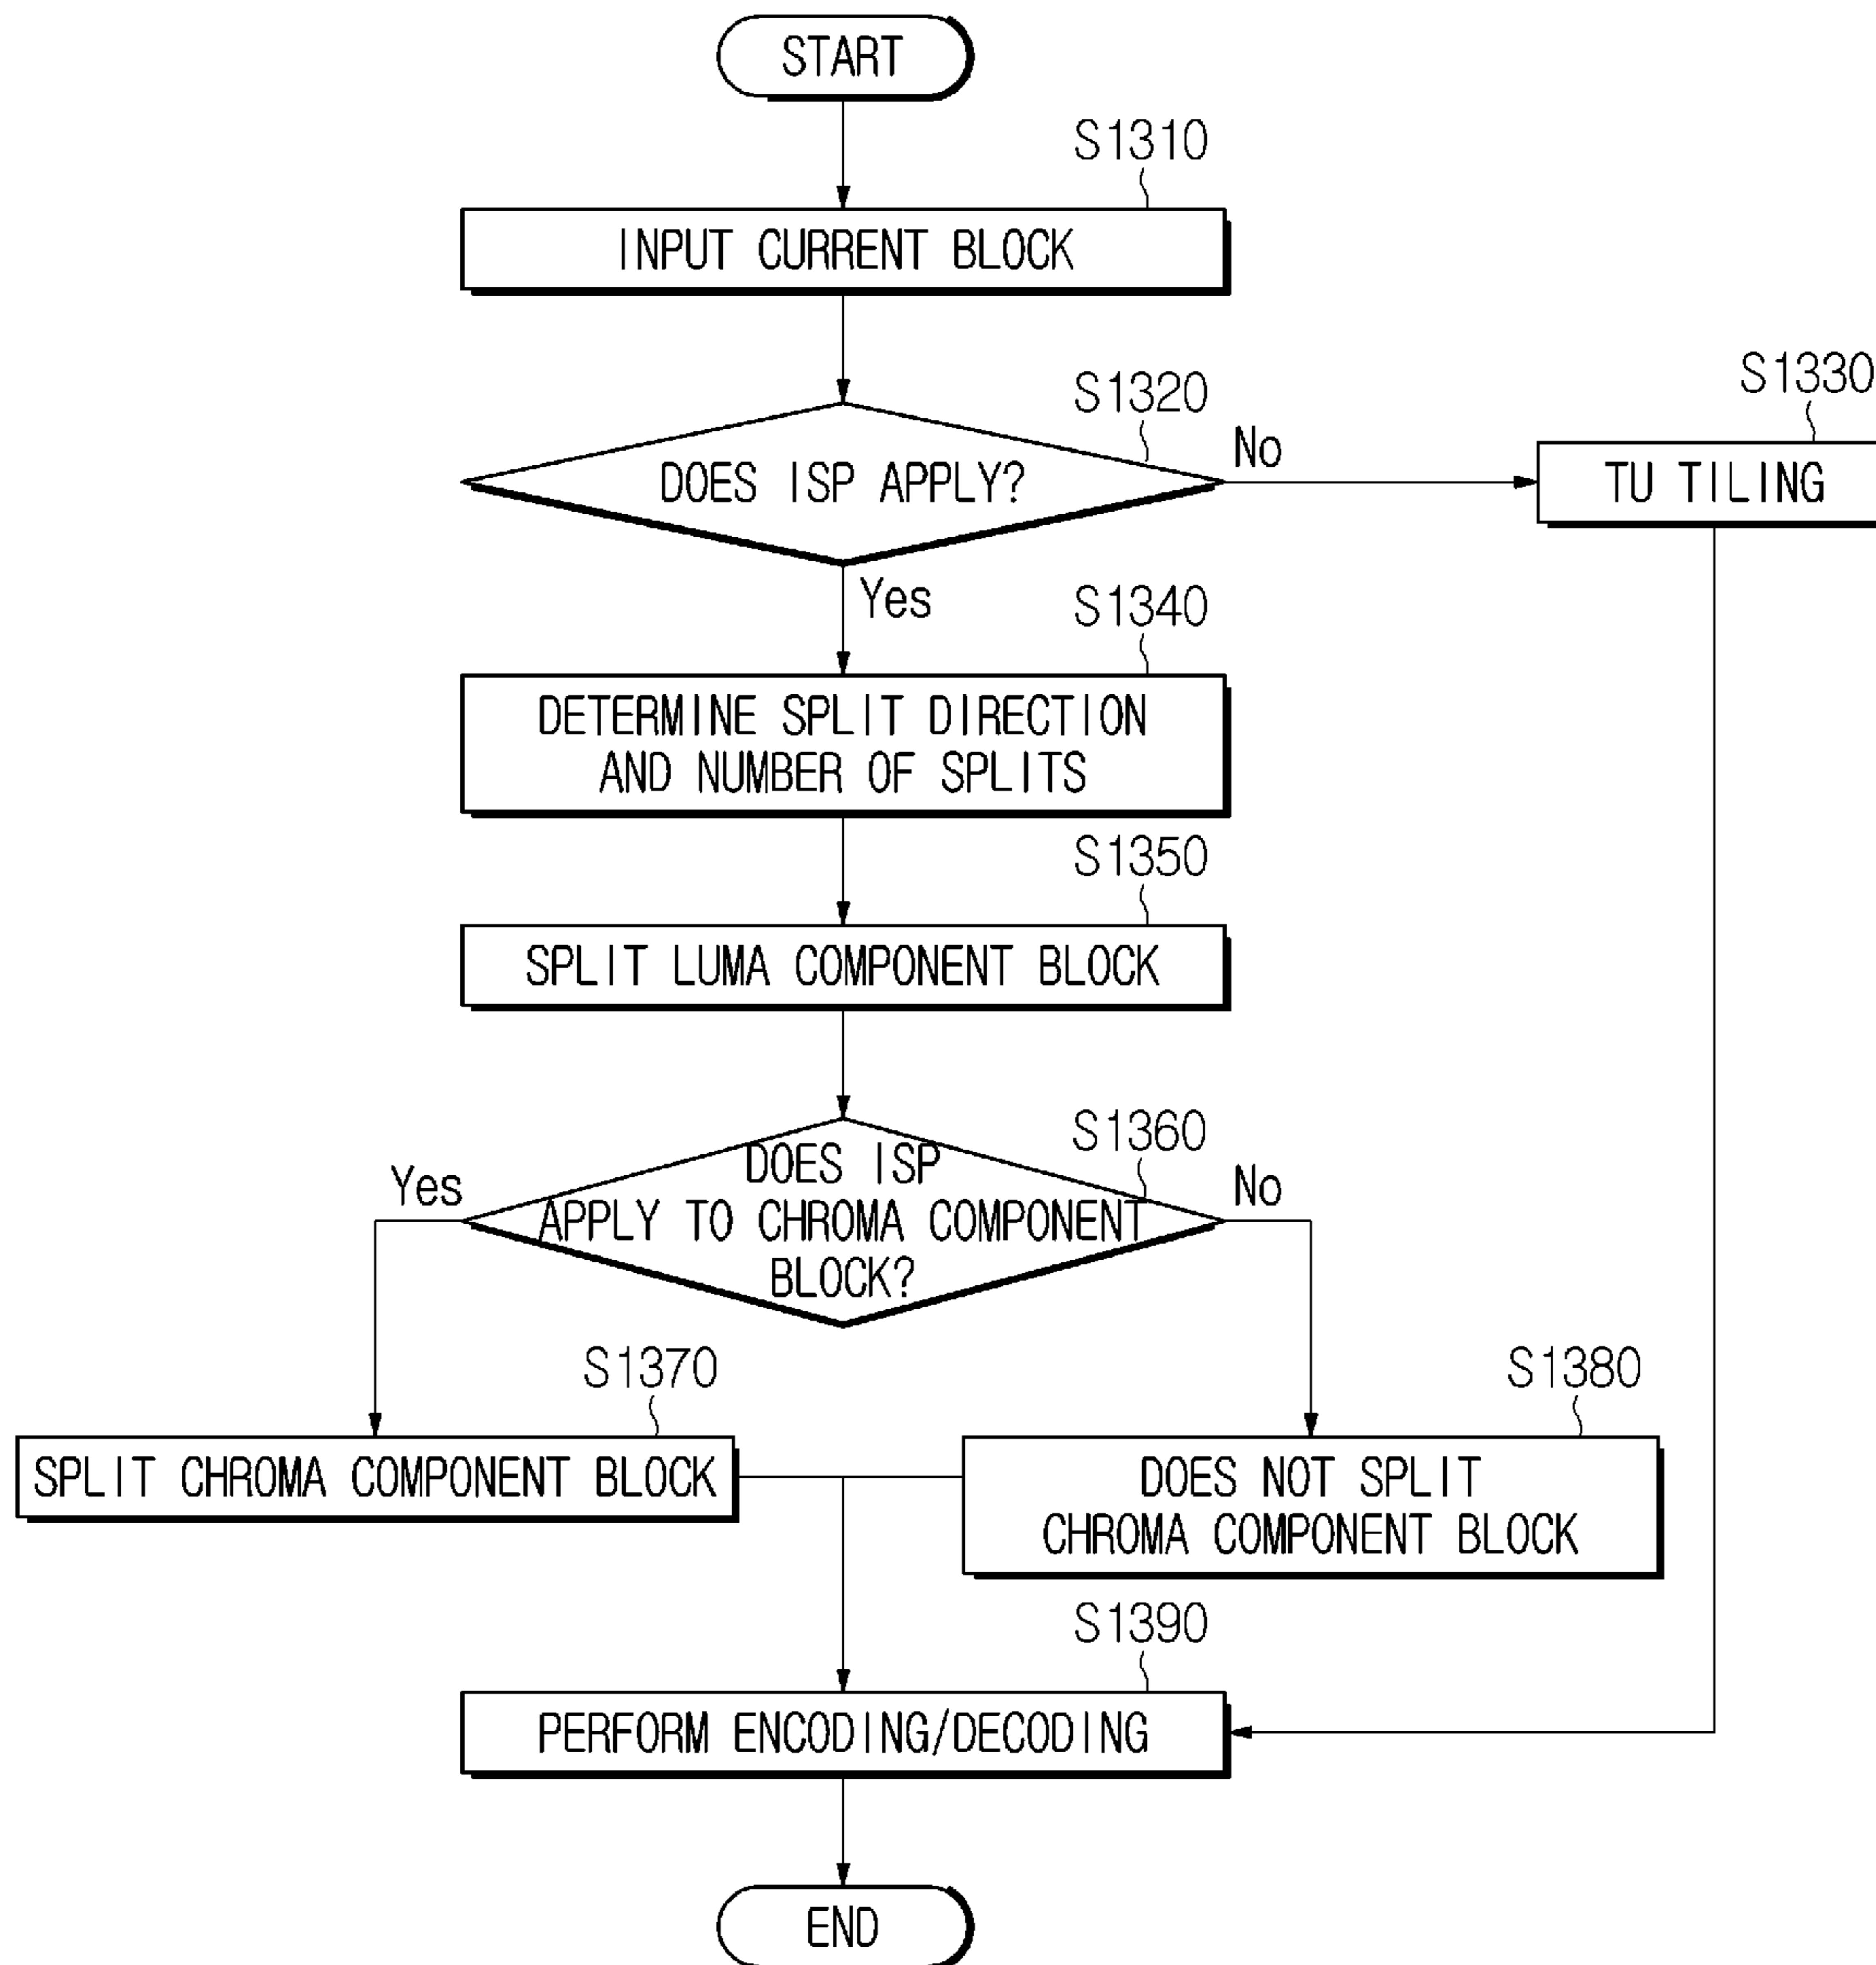 START
S1310
INPUT CURRENT BLOCK
S1320
DOES ISP APPLY?
No
S1330
TU TILING
Yes
S1340
DETERMINE SPLIT DIRECTION
AND NUMBER OF SPLITS
S1350
SPLIT LUMA COMPONENT BLOCK
S1360
DOES ISP
APPLY TO CHROMA COMPONENT
BLOCK?
Yes
No
S1370
SPLIT CHROMA COMPONENT BLOCK
S1380
DOES NOT SPLIT
CHROMA COMPONENT BLOCK
S1390
PERFORM ENCODING/DECODING
END